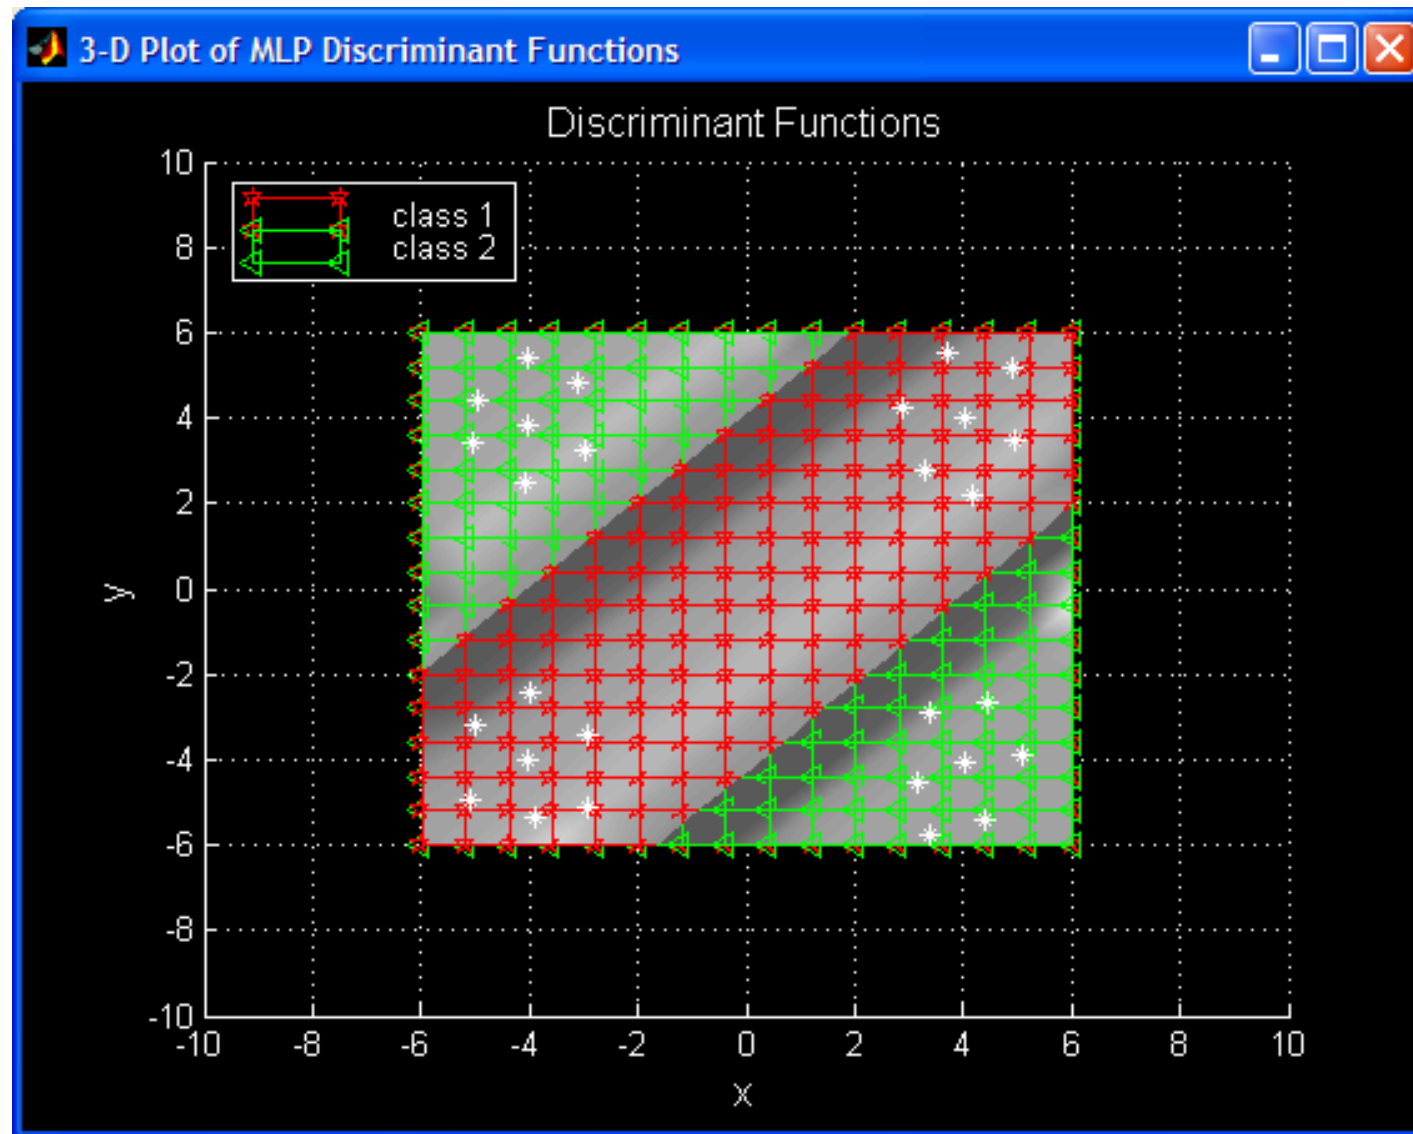 3-D Plot of MLP Discriminant Functions
Discriminant Functions
class 1
class 2
10
8
6
4
2
0
-2
-4
-6
-8
-10
y
-10 -8 -6 -4 -2 0 2 4 6 8 10
x